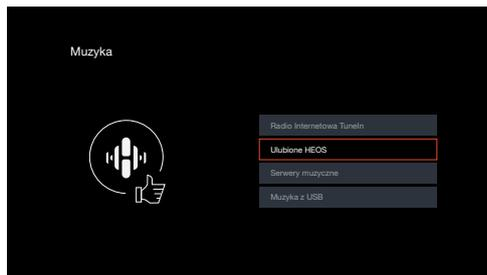 Muzyka
Radio Internetowa TuneIn
Ulubione HEOS
Serwery muzyczne
Muzyka z USB